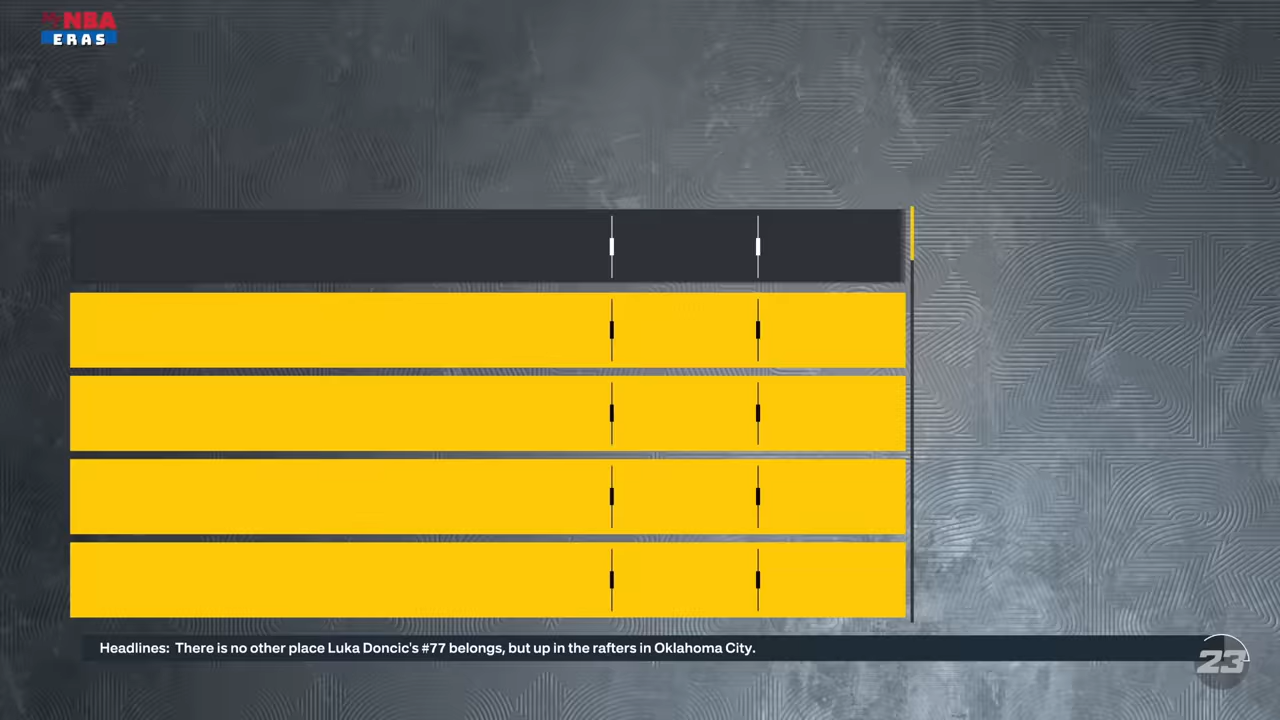 NBA
ERAS
Headlines: There is no other place Luka Doncic's #77 belongs, but up in the rafters in Oklahoma City.
23